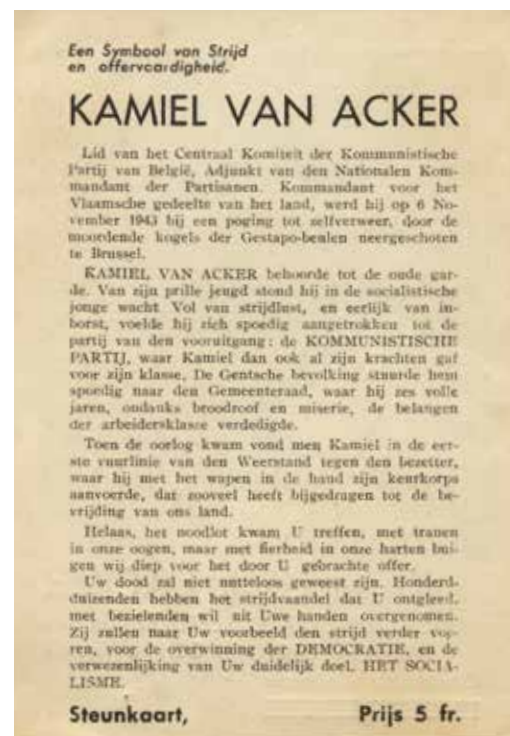 Een Symbool van Strijd
en offervaardigheid.
KAMIEL VAN ACKER
Lid van het Centraal Komiteit der Kommunistische
Partij van België, Adjunkt van den Nationalen Kom-
mandant der Partisanen. Kommandant voor het
Vlaamsche gedeelte van het land, werd hij op 6 No-
vember 1943 bij een poging tot zelfverweer, door de
moordende kogels der Gestapo-beulen neergeschoten
te Brussel.
KAMIEL VAN ACKER behoorde tot de oude gar-
de. Van zijn prille jeugd stond hij in de socialistische
jonge wacht Vol van strijdlust, en eerlijk van in-
borst, voelde hij zich spoedig aangetrokken tot de
partij van den vooruitgang : de KOMMUNISTISCHE
PARTIJ, waar Kamiel dan ook al zijn krachten gaf
voor zijn klasse. De Gentsche bevolking stuurde hem
spoedig naar den Gemeenteraad, waar hij zes volle
jaren, ondanks broodroof en miserie, de belangen
der arbeidersklasse verdedigde.
Toen de oorlog kwam vond men Kamiel in de eer-
ste vuurlinie van den Weerstand tegen den bezetter,
waar hij met het wapen in de hand zijn keurkorps
aanvoerde, dat zooveel heeft bijgedragen tot de be-
vrijding van ons land.
Helaas, het noodlot kwam U treffen, met tranen
in onze oogen, maar met fierheid in onze harten bui-
gen wij diep voor het door U gebrachte offer.
Uw dood zal niet nutteloos geweest zijn. Honderd-
duizenden hebben het strijdvaandel dat U ontgleed,
met bezielenden wil uit Uwe handen overgenomen.
Zij zullen naar Uw voorbeeld den strijd verder voe-
ren, voor de overwinning der DEMOCRATIE, en de
verwezenlijking van Uw duidelijk doel, HET SOCIA-
LISME.
Steunkaart, Prijs 5 fr.